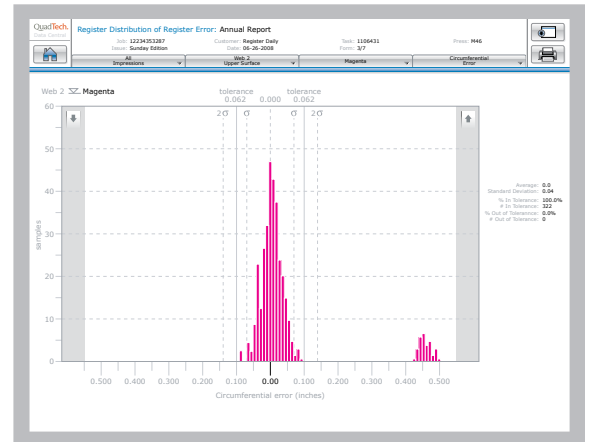 QuadTech.
Data Central
Register Distribution of Register Error: Annual Report
Job: 12234353287
Customer: Register Daily
Task: 1106431
Press: M46
Issue: Sunday Edition
Date: 06-26-2008
Form: 3/7
All Impressions
Web 2 Upper Surface
Magenta
Circumferential Error
Web 2 Magenta
tolerance 0.062
0.000
tolerance 0.062
2σ σ σ 2σ
60
50
40
30
20
10
0
samples
0.500 0.400 0.300 0.200 0.100 0.00 0.100 0.200 0.300 0.400 0.500
Circumferential error (inches)
Average: 0.0
Standard Deviation: 0.04
% In Tolerance: 100.0%
# In Tolerance: 322
% Out of Tolerannce: 0.0%
# Out of Tolerance: 0